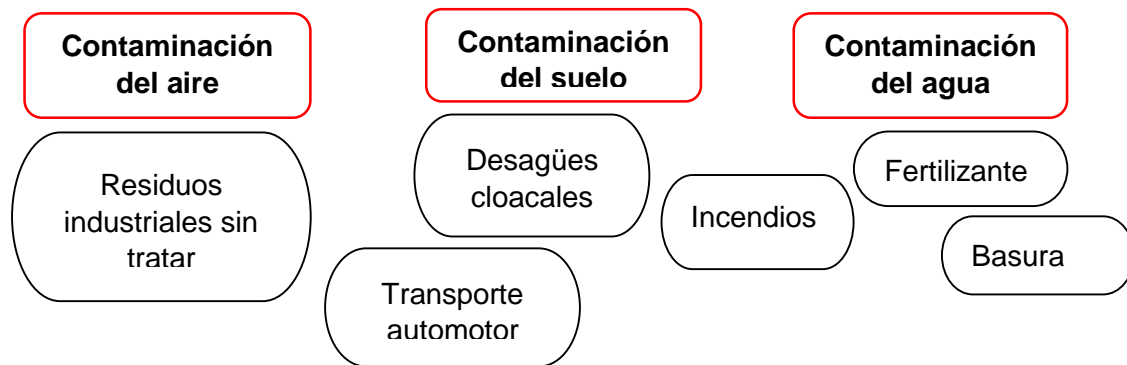 Contaminación
del aire
Contaminación
del suelo
Contaminación
del agua
Residuos
industriales sin
tratar
Desagües
cloacales
Transporte
automotor
Incendios
Fertilizante
Basura